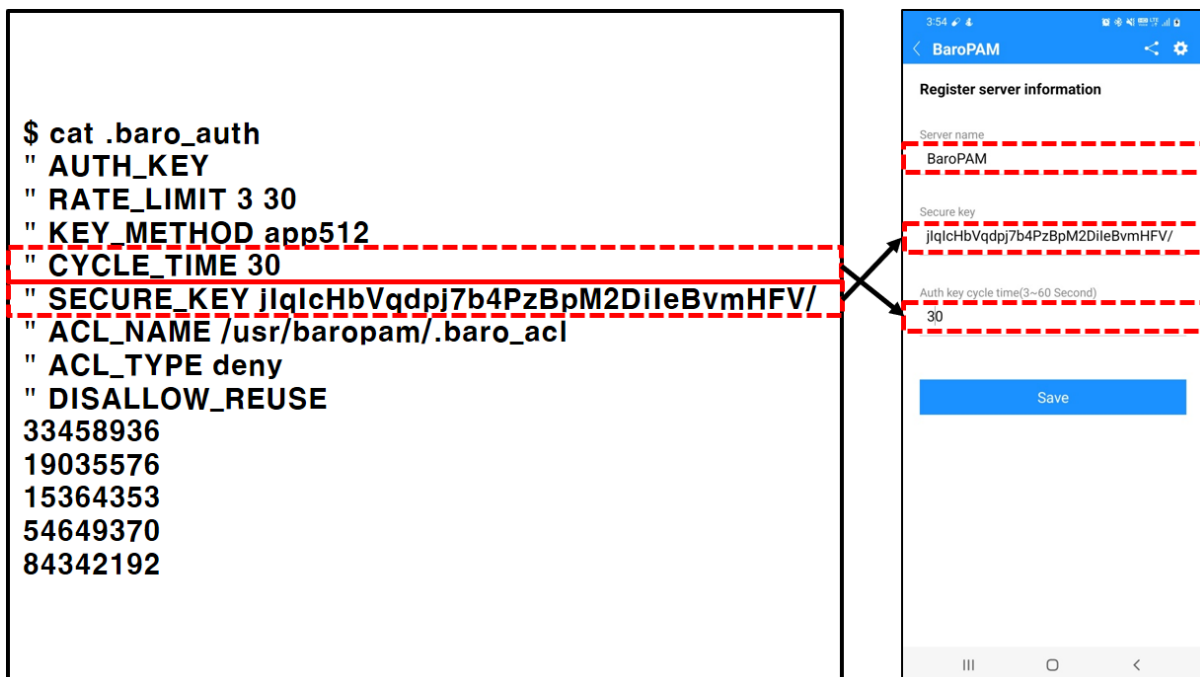 $ cat .baro_auth
" AUTH_KEY
" RATE_LIMIT 3 30
" KEY_METHOD app512
" CYCLE_TIME 30
" SECURE_KEY jIqIcHbVqdpj7b4PzBpM2DiIeBvmHFV/
" ACL_NAME /usr/baropam/.baro_acl
" ACL_TYPE deny
" DISALLOW_REUSE
33458936
19035576
15364353
54649370
84342192
3:54
BaroPAM
Register server information
Server name
BaroPAM
Secure key
jIqIcHbVqdpj7b4PzBpM2DiIeBvmHFV/
Auth key cycle time(3~60 Second)
30
Save